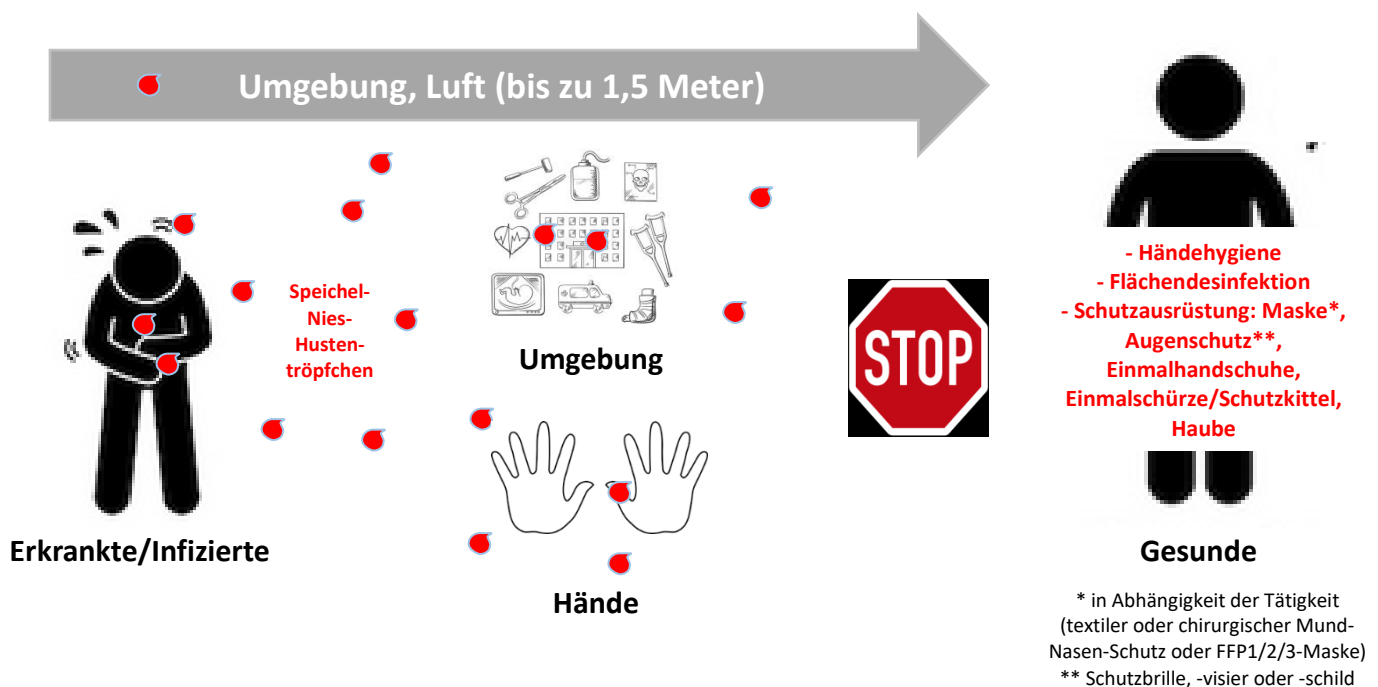 Umgebung, Luft (bis zu 1,5 Meter)
Speichel-
Nies-
Husten-
tröpfchen
Erkrankte/Infizierte
Umgebung
Hände
STOP
- Händehygiene
- Flächendesinfektion
- Schutzausrüstung: Maske*,
Augenschutz**,
Einmalhandschuhe,
Einmalschürze/Schutzkittel,
Haube
Gesunde
* in Abhängigkeit der Tätigkeit
(textiler oder chirurgischer Mund-
Nasen-Schutz oder FFP1/2/3-Maske)
** Schutzbrille, -visier oder -schild